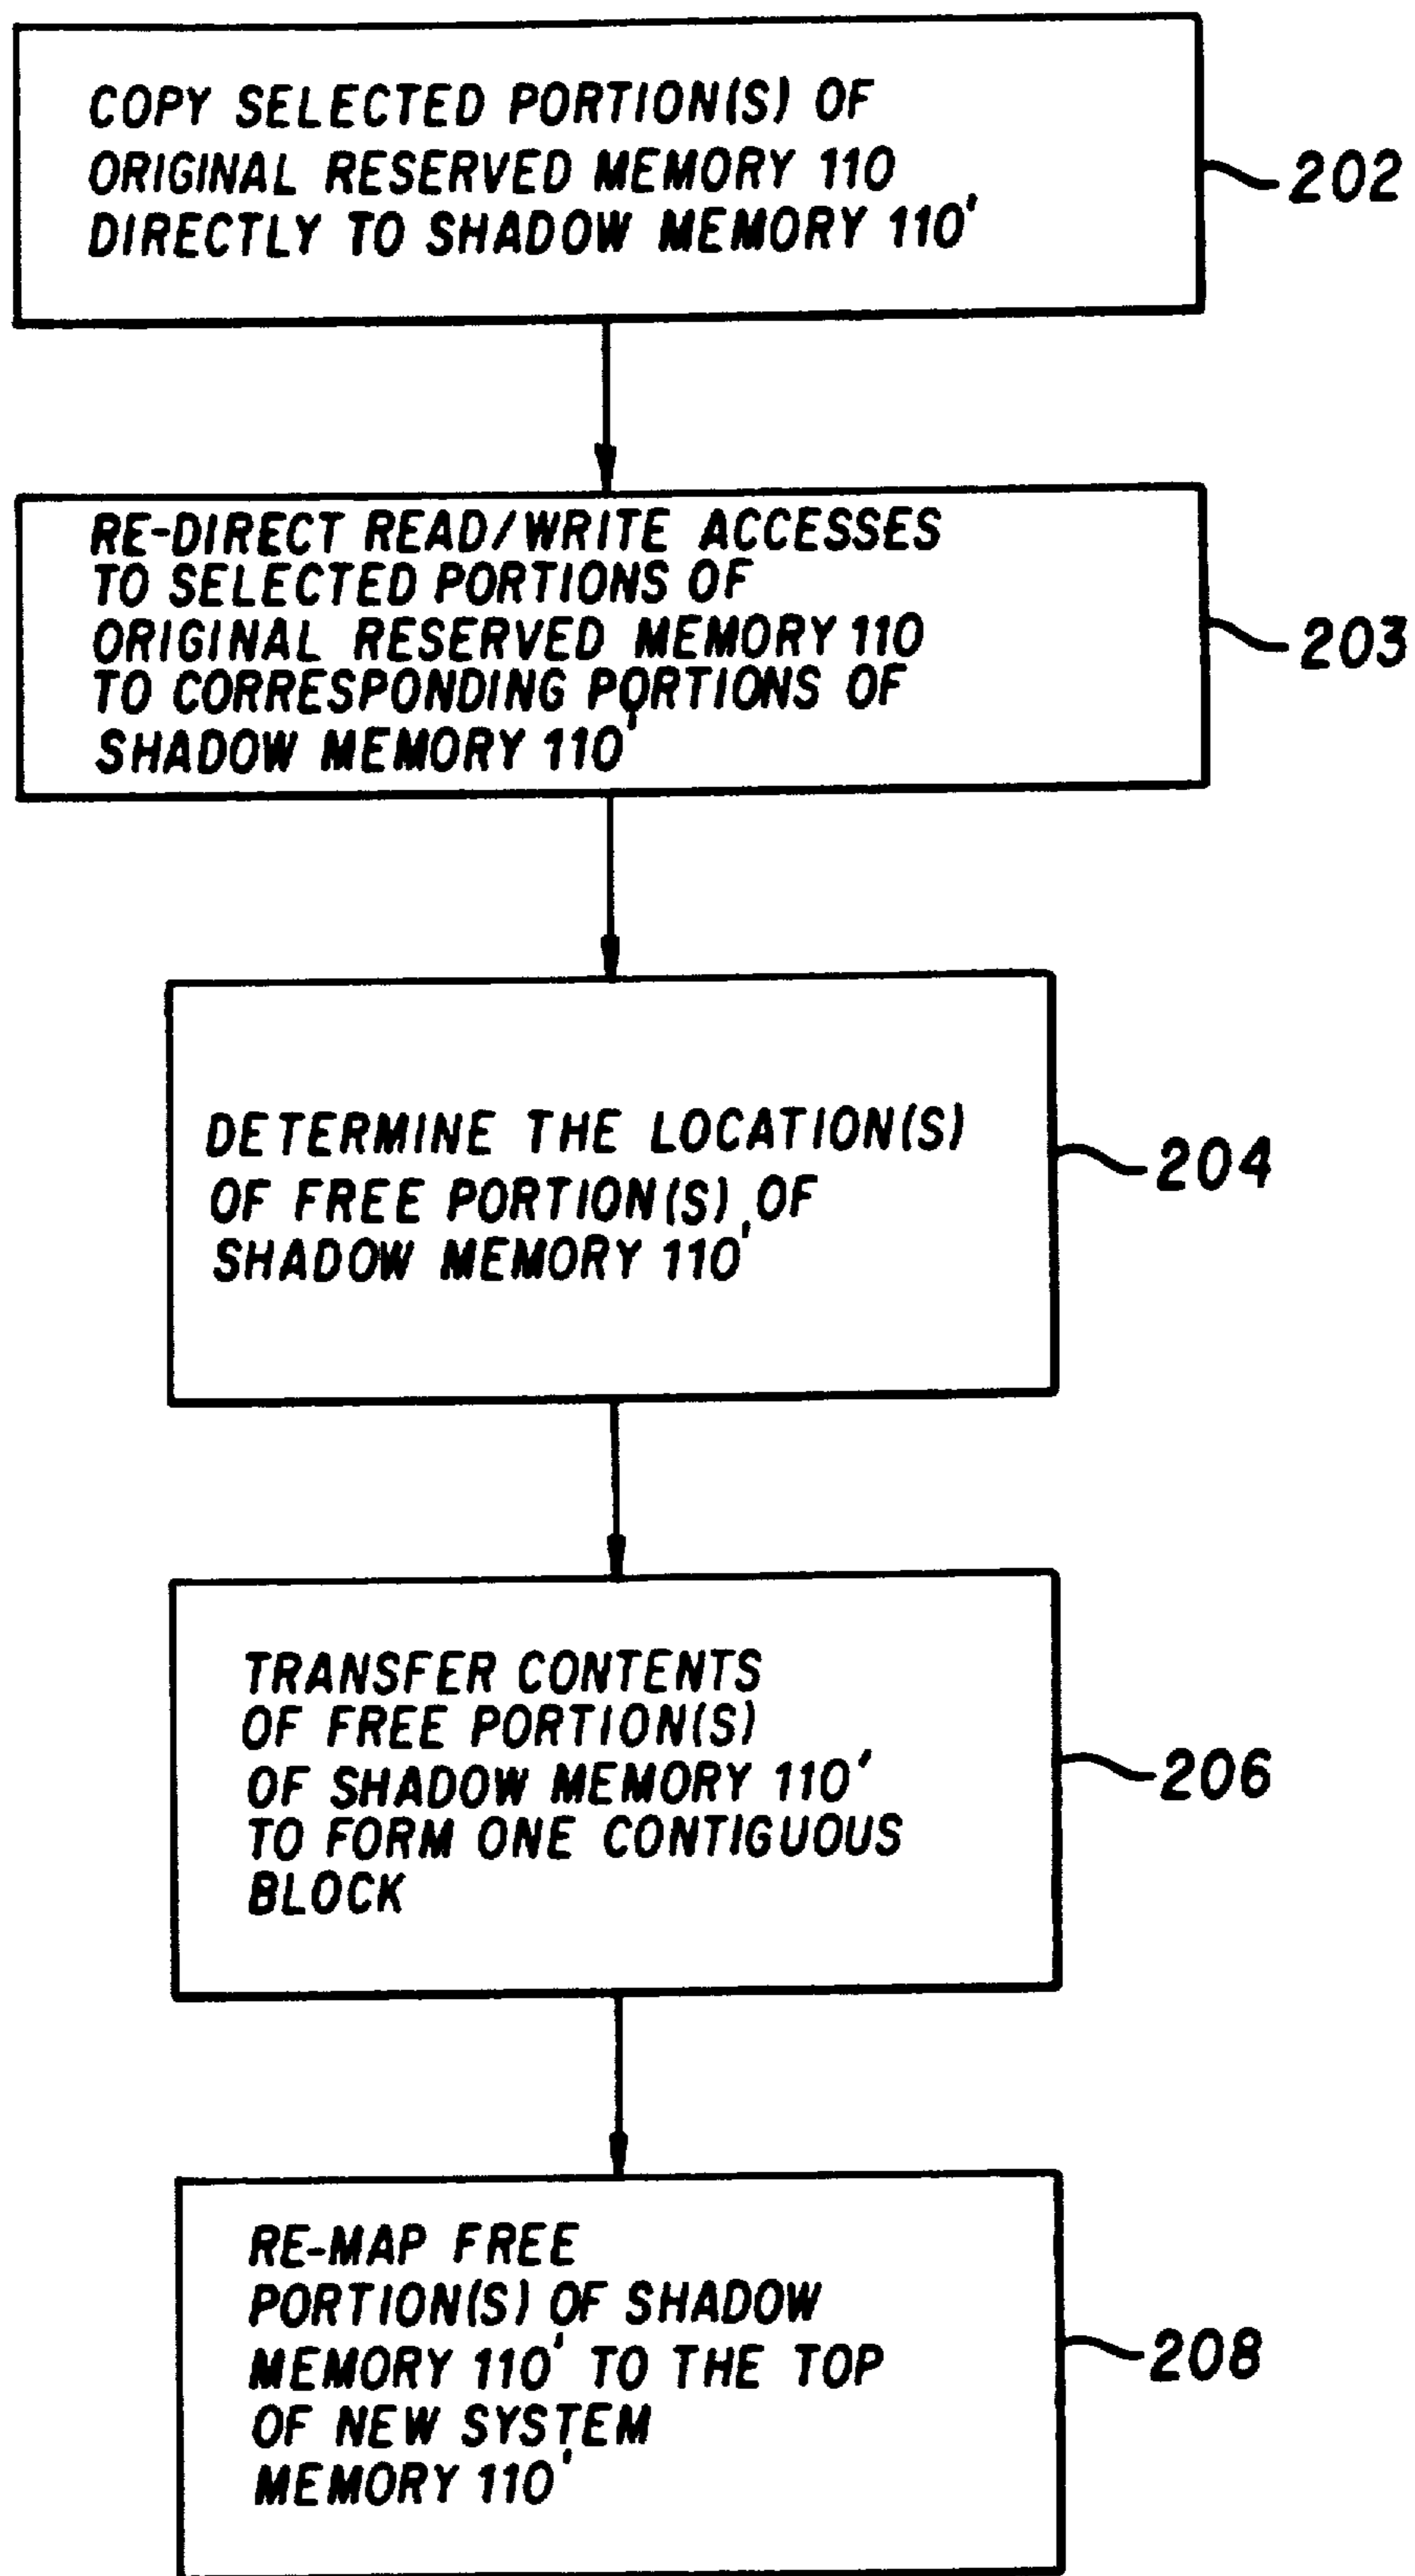 COPY SELECTED PORTION(S) OF
ORIGINAL RESERVED MEMORY 110
DIRECTLY TO SHADOW MEMORY 110'
202
RE-DIRECT READ/WRITE ACCESSES
TO SELECTED PORTIONS OF
ORIGINAL RESERVED MEMORY 110
TO CORRESPONDING PORTIONS OF
SHADOW MEMORY 110'
203
DETERMINE THE LOCATION(S)
OF FREE PORTION(S) OF
SHADOW MEMORY 110'
204
TRANSFER CONTENTS
OF FREE PORTION(S)
OF SHADOW MEMORY 110'
TO FORM ONE CONTIGUOUS
BLOCK
206
RE-MAP FREE
PORTION(S) OF SHADOW
MEMORY 110' TO THE TOP
OF NEW SYSTEM
MEMORY 110'
208